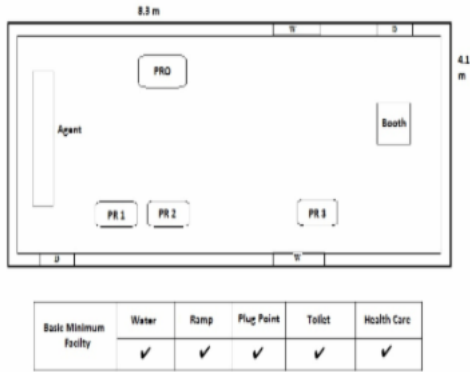 8.3 m
W D
4.1
m
PRO
Agent
Booth
PR 1 PR 2 PR 3
D W
Basic Minimum
Facility
Water Ramp Plug Point Toilet Health Care
✔ ✔ ✔ ✔ ✔